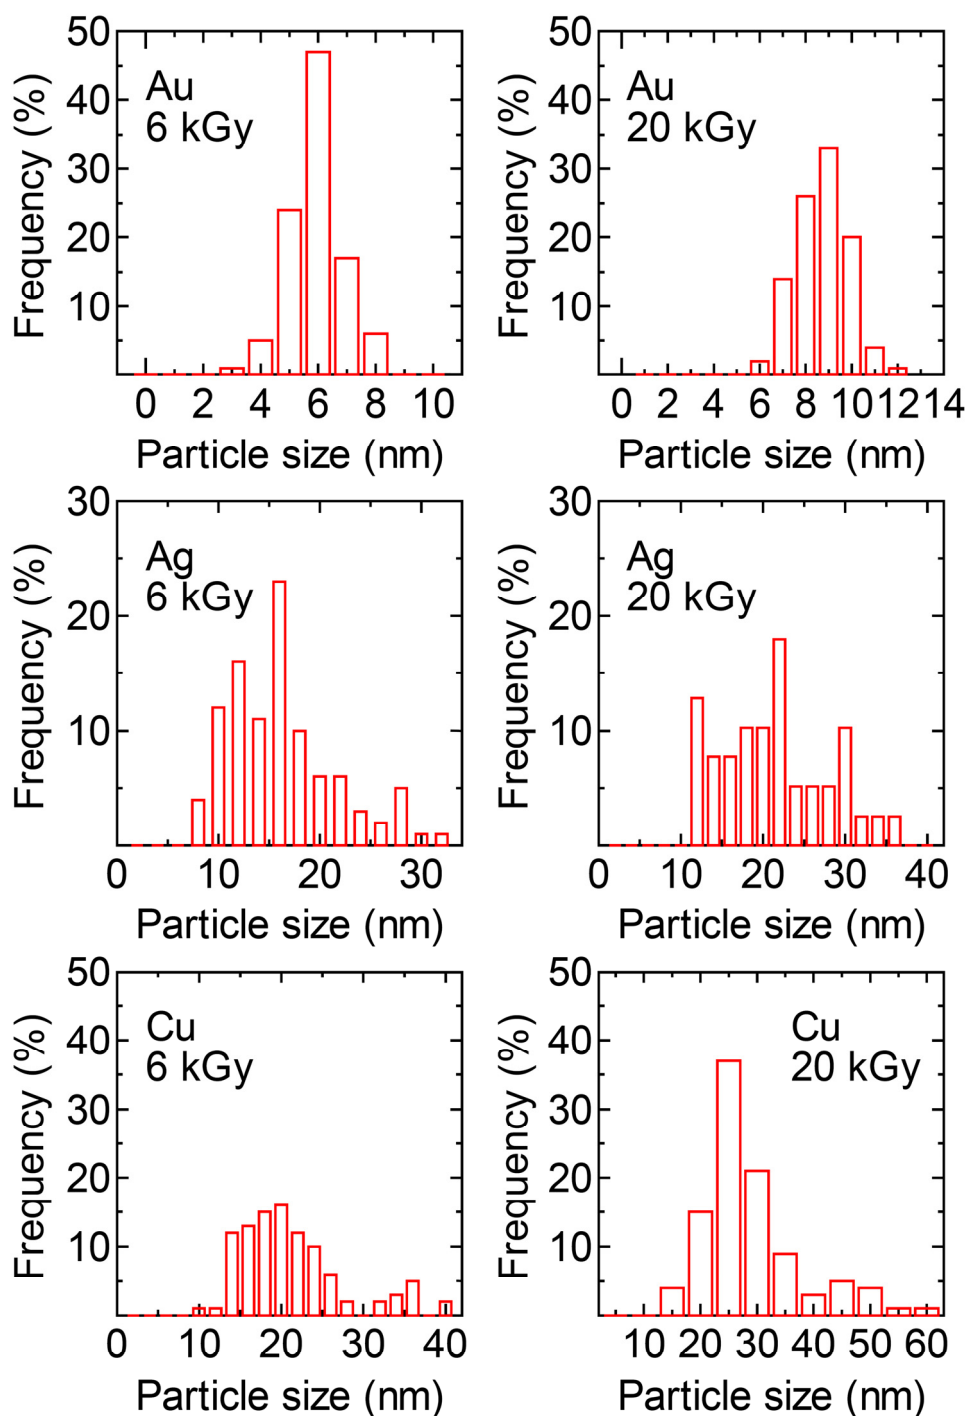 50
40
30
20
10
Frequency (%)
Au
6 kGy
0 2 4 6 8 10
Particle size (nm)
50
40
30
20
10
Frequency (%)
Au
20 kGy
0 2 4 6 8 10 12 14
Particle size (nm)
30
20
10
Frequency (%)
Ag
6 kGy
0 10 20 30
Particle size (nm)
30
20
10
Frequency (%)
Ag
20 kGy
0 10 20 30 40
Particle size (nm)
50
40
30
20
10
Frequency (%)
Cu
6 kGy
0 10 20 30 40
Particle size (nm)
50
40
30
20
10
Frequency (%)
Cu
20 kGy
10 20 30 40 50 60
Particle size (nm)